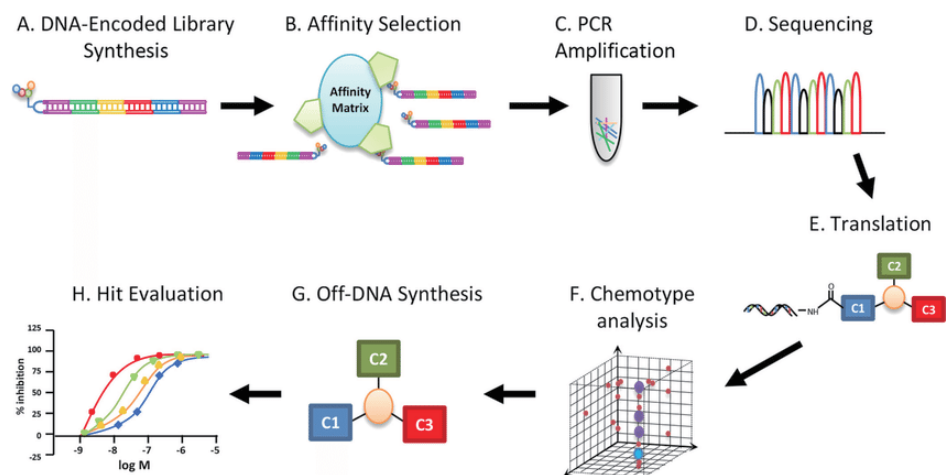 A. DNA-Encoded Library
Synthesis
B. Affinity Selection
C. PCR
Amplification
D. Sequencing
Affinity
Matrix
E. Translation
C2
O
NH
C1
C3
H. Hit Evaluation
G. Off-DNA Synthesis
F. Chemotype
analysis
C2
C1
C3
% inhibition
125
100
75
50
25
0
-9
-8
-7
-6
-5
log M